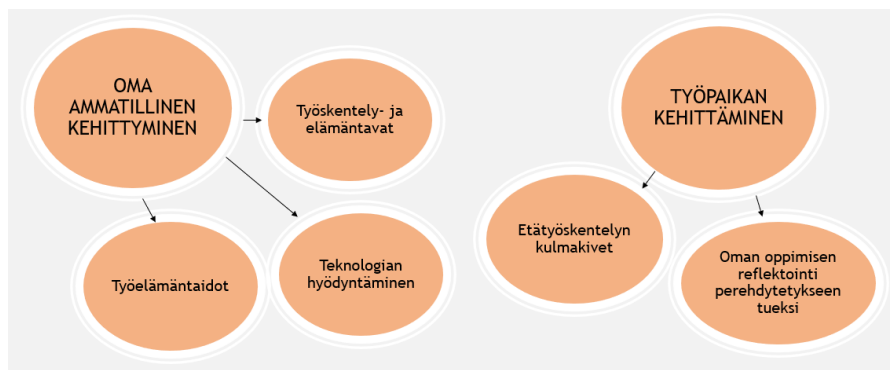 OMA
AMMATILLINEN
KEHITTYMINEN
Työskentely- ja
elämäntavat
Työelämäntaidot
Teknologian
hyödyntäminen
TYÖPAIKAN
KEHITTÄMINEN
Etätyöskentelyn
kulmakivet
Oman oppimisen
reflektointi
perehdytetykseen
tueksi